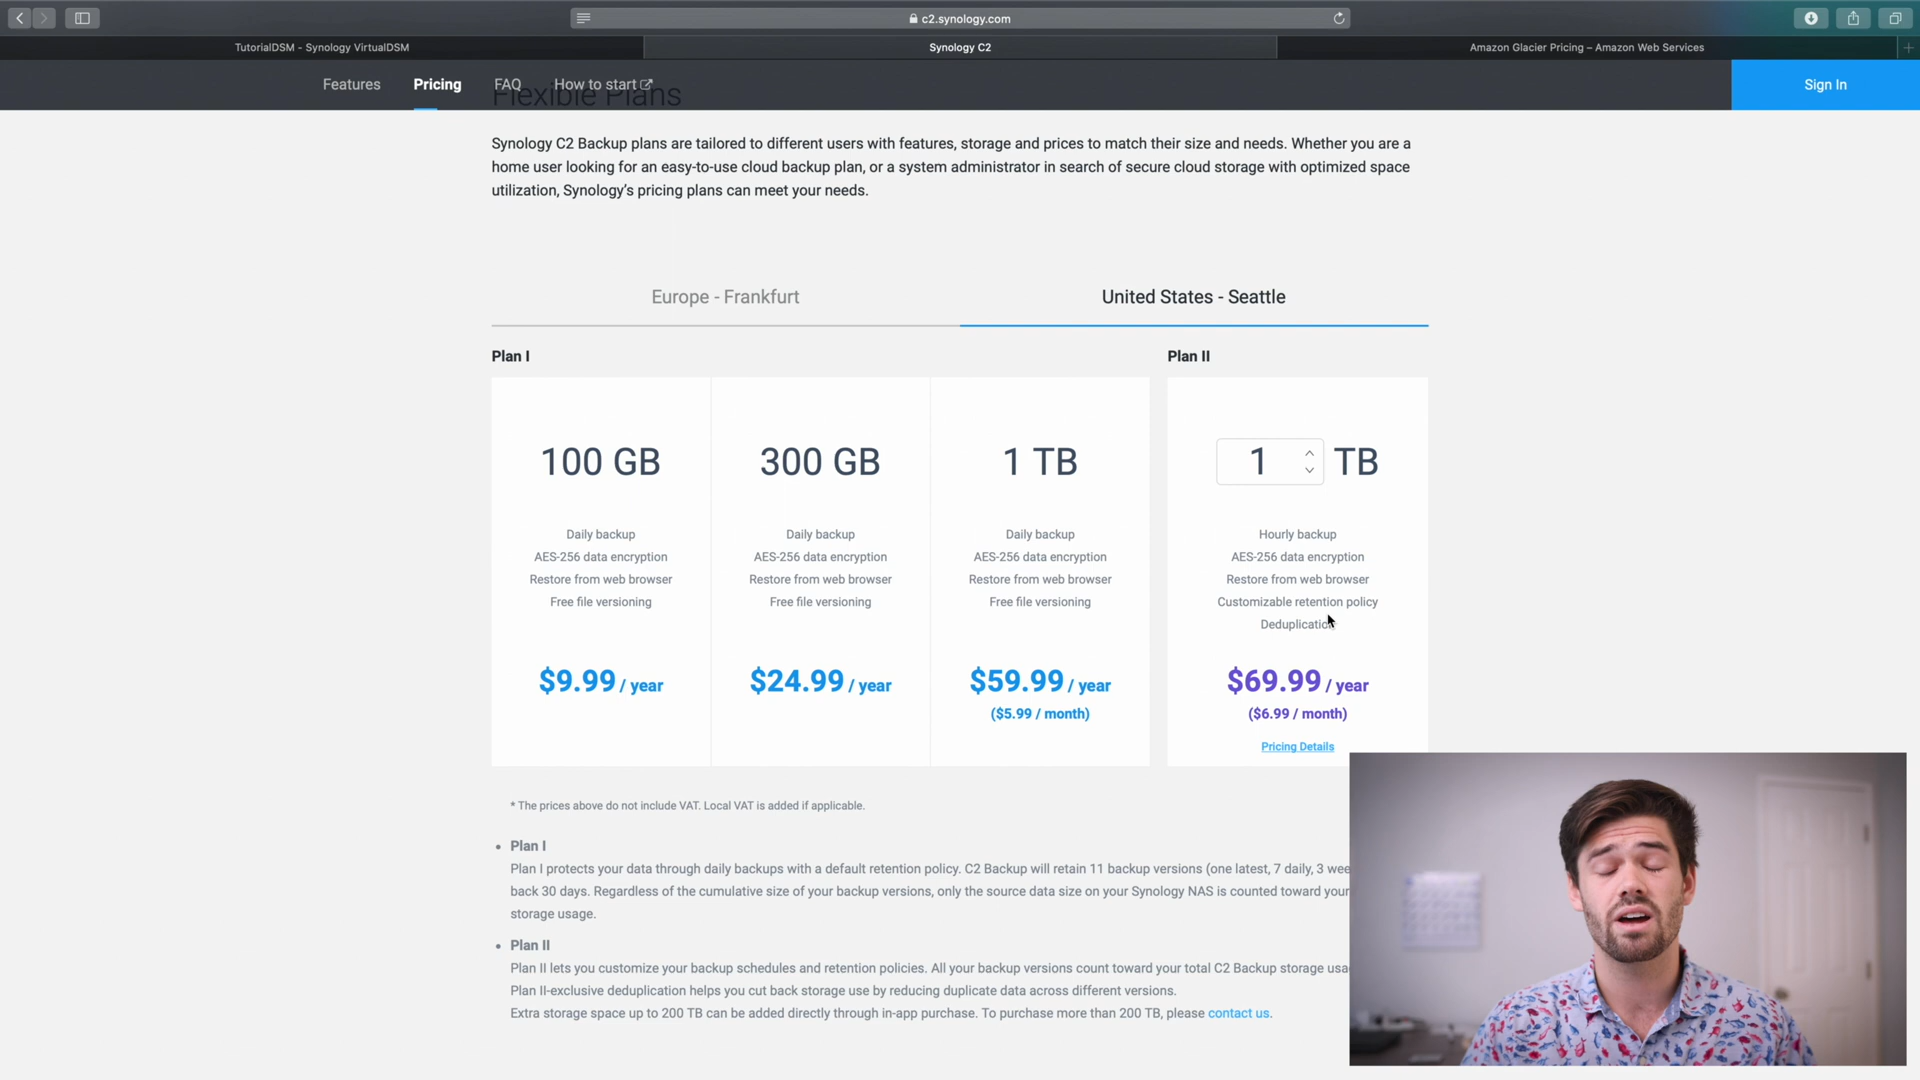 c2.synology.com
TutorialDSM - Synology VirtualDSM
Synology C2
Amazon Glacier Pricing – Amazon Web Services
Features
Pricing
FAQ
How to start
Sign In
Flexible Plans
Synology C2 Backup plans are tailored to different users with features, storage and prices to match their size and needs. Whether you are a
home user looking for an easy-to-use cloud backup plan, or a system administrator in search of secure cloud storage with optimized space
utilization, Synology's pricing plans can meet your needs.
Europe - Frankfurt
United States - Seattle
Plan I
Plan II
100 GB
Daily backup
AES-256 data encryption
Restore from web browser
Free file versioning
$9.99 / year
300 GB
Daily backup
AES-256 data encryption
Restore from web browser
Free file versioning
$24.99 / year
1 TB
Daily backup
AES-256 data encryption
Restore from web browser
Free file versioning
$59.99 / year
($5.99 / month)
1 TB
Hourly backup
AES-256 data encryption
Restore from web browser
Customizable retention policy
Deduplication
$69.99 / year
($6.99 / month)
Pricing Details
* The prices above do not include VAT. Local VAT is added if applicable.
• Plan I
Plan I protects your data through daily backups with a default retention policy. C2 Backup will retain 11 backup versions (one latest, 7 daily, 3 wee
back 30 days. Regardless of the cumulative size of your backup versions, only the source data size on your Synology NAS is counted toward your
storage usage.
• Plan II
Plan II lets you customize your backup schedules and retention policies. All your backup versions count toward your total C2 Backup storage usa
Plan II-exclusive deduplication helps you cut back storage use by reducing duplicate data across different versions.
Extra storage space up to 200 TB can be added directly through in-app purchase. To purchase more than 200 TB, please contact us.